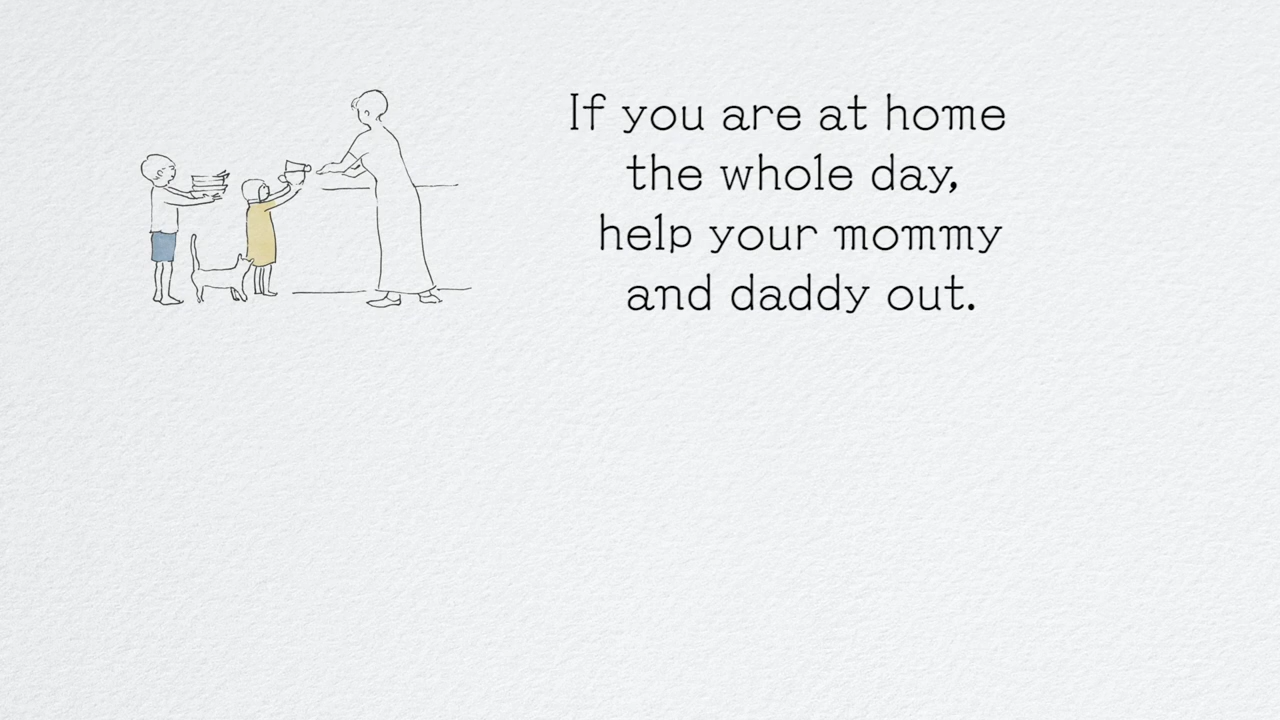 If you are at home
the whole day,
help your mommy
and daddy out.